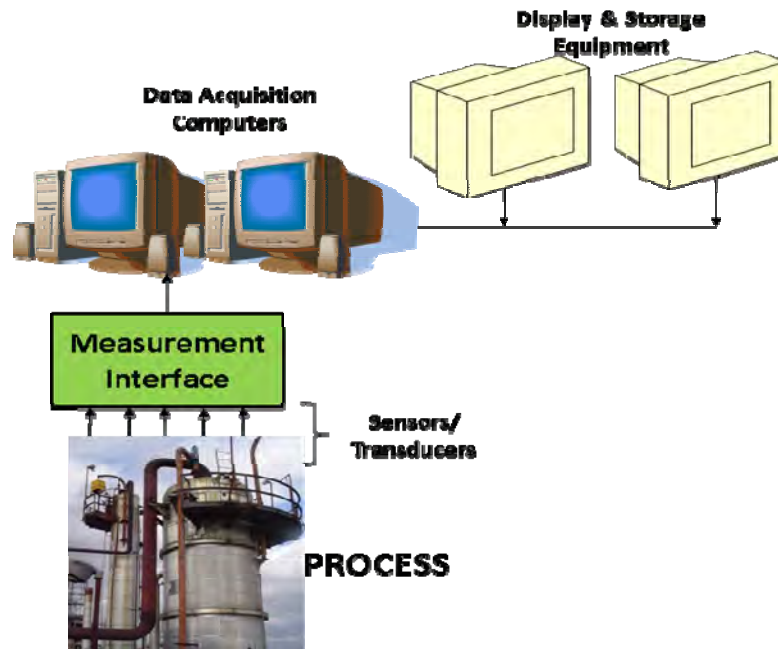 Display & Storage
Equipment
Data Acquisition
Computers
Measurement
Interface
Sensors/
Transducers
PROCESS